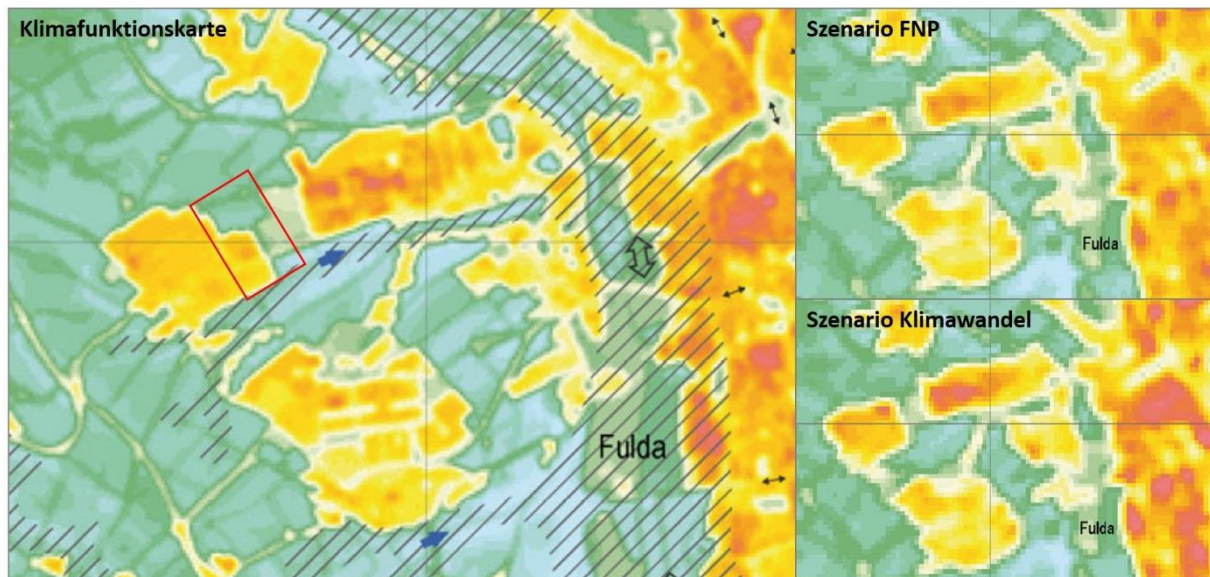 Klimafunktionskarte
Fulda
Szenario FNP
Fulda
Szenario Klimawandel
Fulda